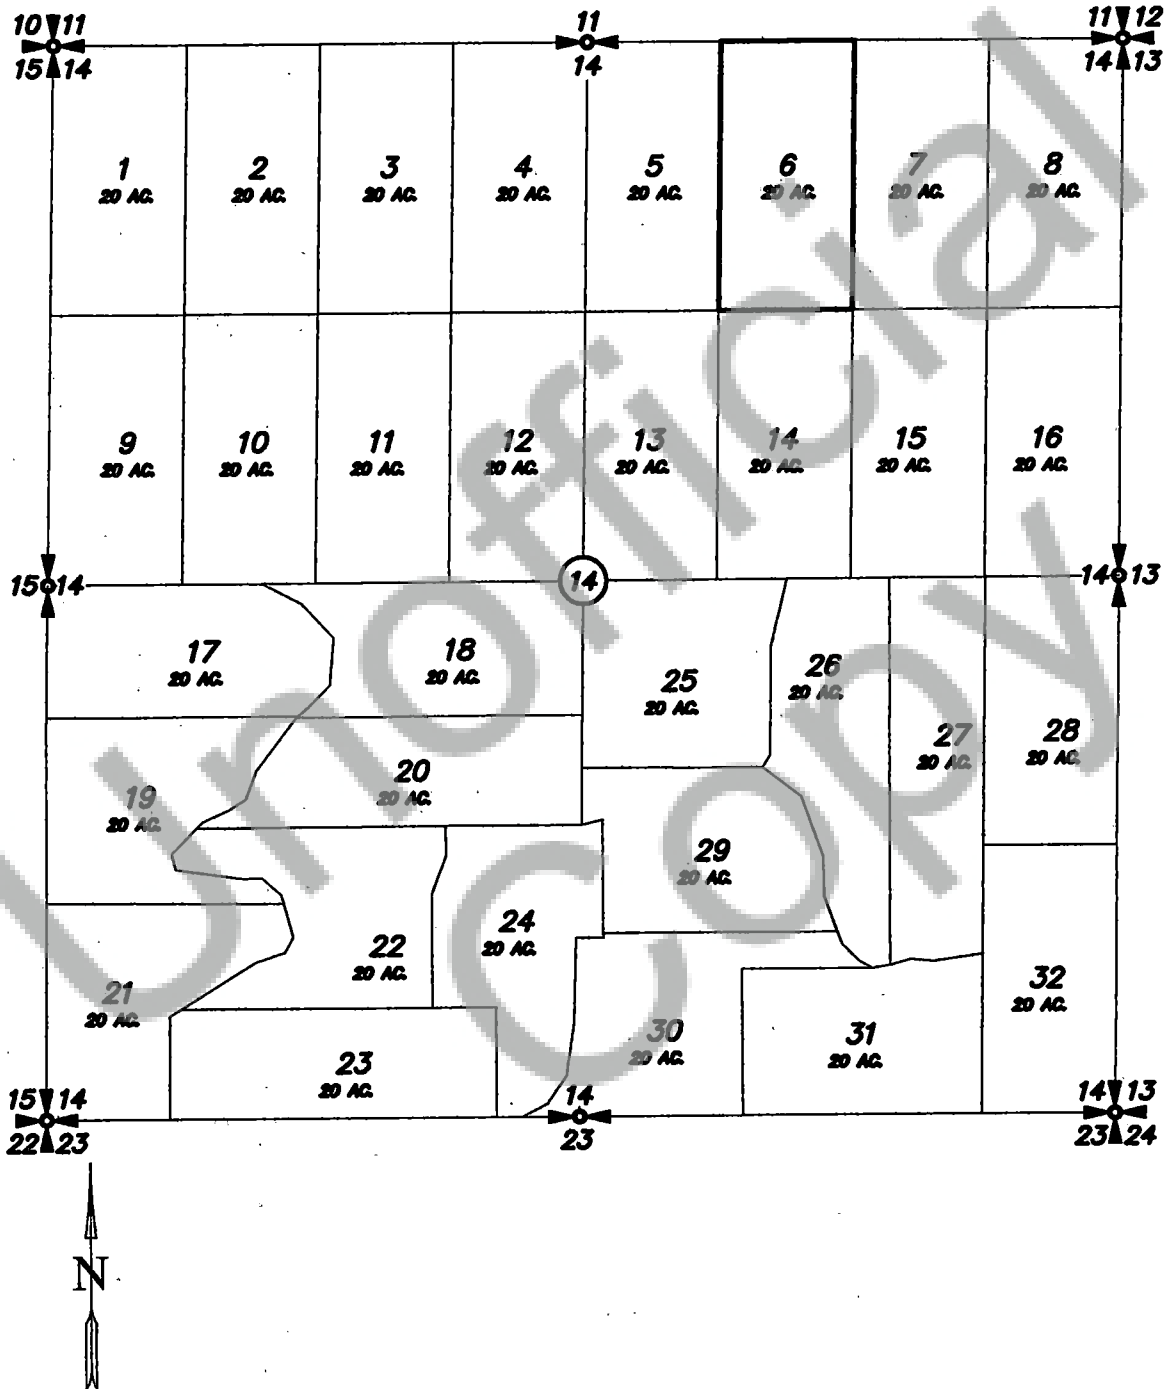 10 11
11
11 12
15 14
14
14 13
1
20 AC.
2
20 AC.
3
20 AC.
4
20 AC.
5
20 AC.
6
20 AC.
7
20 AC.
8
20 AC.
9
20 AC.
10
20 AC.
11
20 AC.
12
20 AC.
13
20 AC.
14
20 AC.
15
20 AC.
16
20 AC.
15 14
14
14 13
17
20 AC.
18
20 AC.
25
20 AC.
26
20 AC.
27
20 AC.
28
20 AC.
19
20 AC.
20
20 AC.
29
20 AC.
22
20 AC.
24
20 AC.
21
20 AC.
23
20 AC.
30
20 AC.
31
20 AC.
32
20 AC.
15 14
14
14 13
22 23
23
23 24
N
Unofficial
Copy